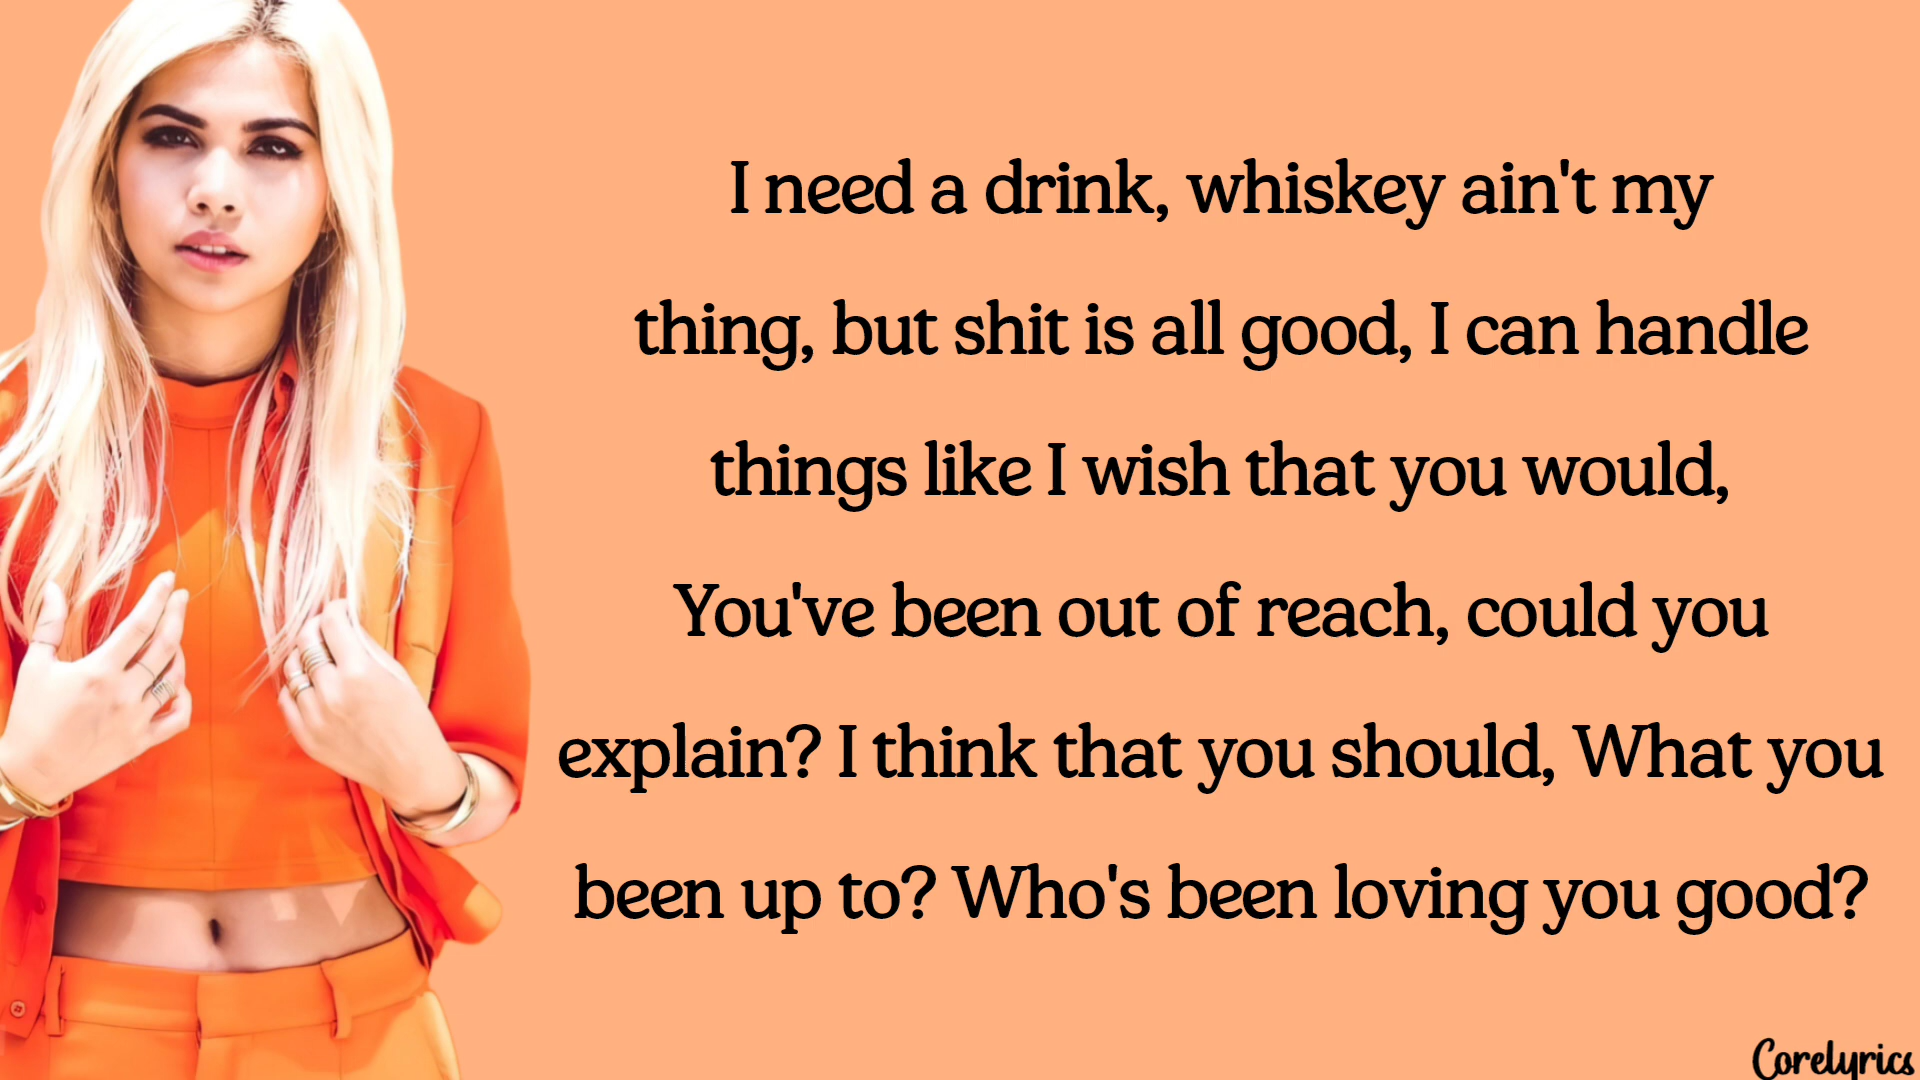 I need a drink, whiskey ain't my
thing, but shit is all good, I can handle
things like I wish that you would,
You've been out of reach, could you
explain? I think that you should, What you
been up to? Who's been loving you good?
Corelyrics